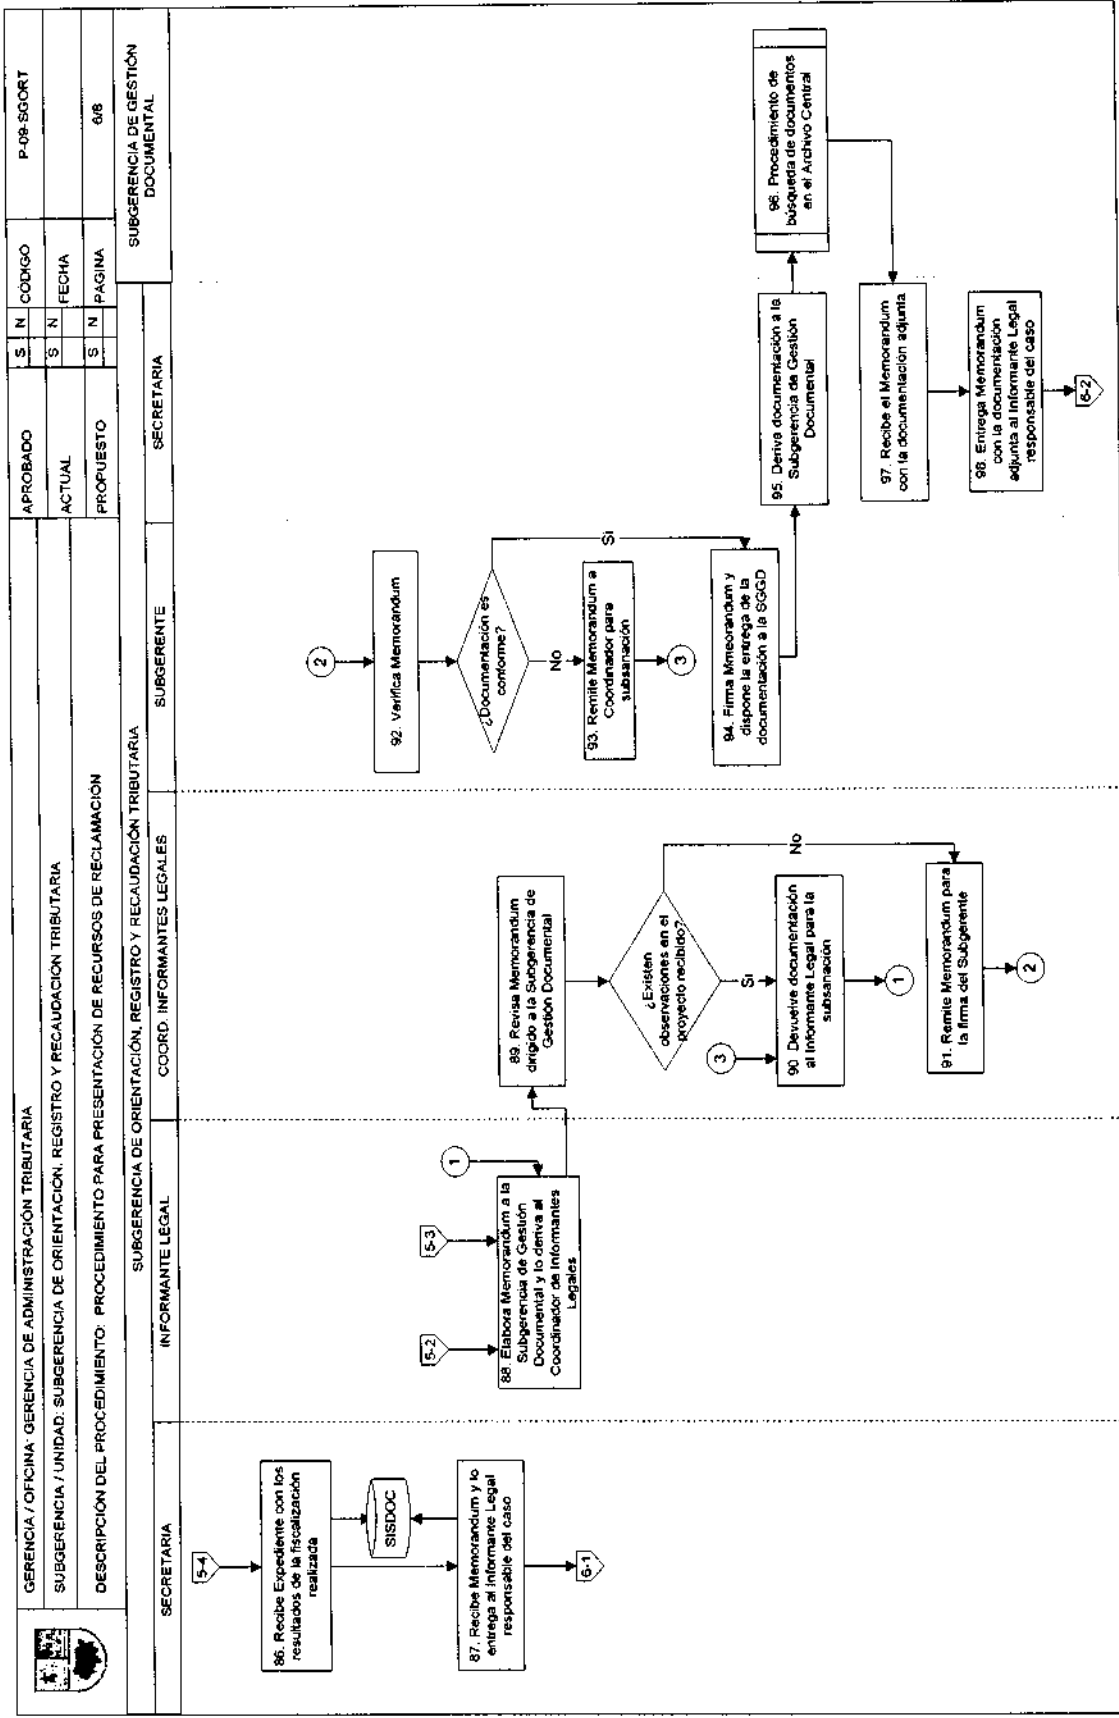 GERENCIA / OFICINA: GERENCIA DE ADMINISTRACIÓN TRIBUTARIA
APROBADO
S N
CÓDIGO
P-09-SGORT
SUBGERENCIA / UNIDAD: SUBGERENCIA DE ORIENTACIÓN, REGISTRO Y RECAUDACIÓN TRIBUTARIA
ACTUAL
S N
FECHA
DESCRIPCIÓN DEL PROCEDIMIENTO: PROCEDIMIENTO PARA PRESENTACIÓN DE RECURSOS DE RECLAMACIÓN
PROPUESTO
S N
PAGINA
6/8
SUBGERENCIA DE ORIENTACIÓN, REGISTRO Y RECAUDACIÓN TRIBUTARIA
SUBGERENCIA DE GESTIÓN
DOCUMENTAL
SECRETARIA
INFORMANTE LEGAL
COORD. INFORMANTES LEGALES
SUBGERENTE
SECRETARIA
5-4
86. Recibe Expediente con los
resultados de la fiscalización
realizada
SISDOC
87. Recibe Memorandum y lo
entrega al Informante Legal
responsable del caso
6-1
5-2
5-3
1
88. Elabora Memorandum a la
Subgerencia de Gestión
Documental y lo deriva al
Coordinador de Informantes
Legales
89. Revisa Memorandum
dirigido a la Subgerencia de
Gestión Documental
¿Existen
observaciones en el
proyecto recibido?
Si
No
3
90 Devuelve documentación
al Informante Legal para la
subsanación
1
91. Remite Memorandum para
la firma del Subgerente
2
2
92. Verifica Memorandum
¿Documentación es
conforme?
No
Si
93. Remite Memorandum a
Coordinador para
subsanación
3
94. Firma Mmeorandum y
dispone la entrega de la
documentación a la SGGD
95. Deriva documentación a la
Subgerencia de Gestión
Documental
96. Procedimiento de
búsqueda de documentos
en el Archivo Central
97. Recibe el Memorandum
con la documentación adjunta
98. Entrega Memorandum
con la documentación
adjunta al Informante Legal
responsable del caso
6-2